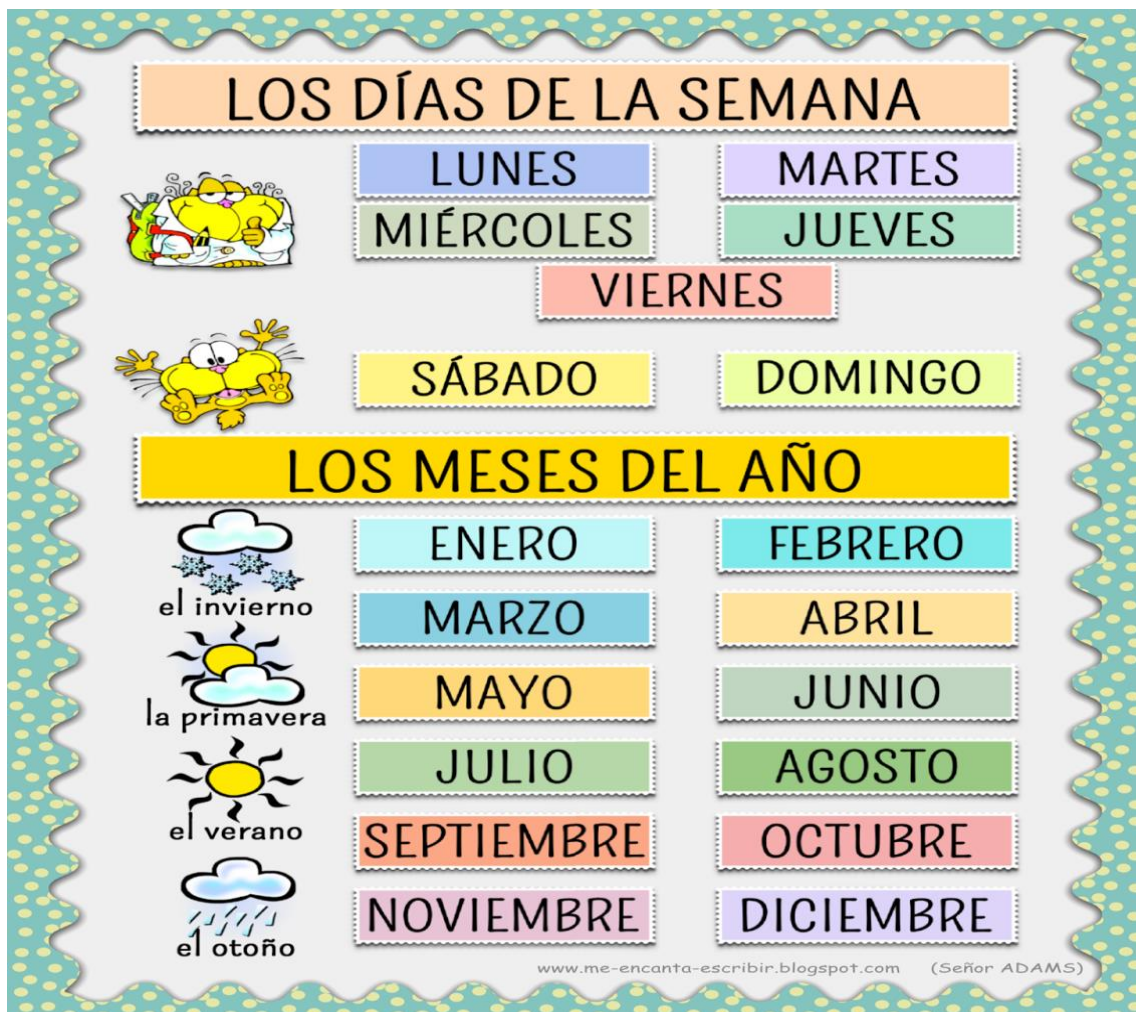 LOS DÍAS DE LA SEMANA
LUNES MARTES
MIÉRCOLES JUEVES
VIERNES
SÁBADO DOMINGO
LOS MESES DEL AÑO
ENERO FEBRERO
el invierno
MARZO ABRIL
MAYO JUNIO
la primavera
JULIO AGOSTO
el verano
SEPTIEMBRE OCTUBRE
NOVIEMBRE DICIEMBRE
el otoño
www.me-encanta-escribir.blogspot.com (Señor ADAMS)